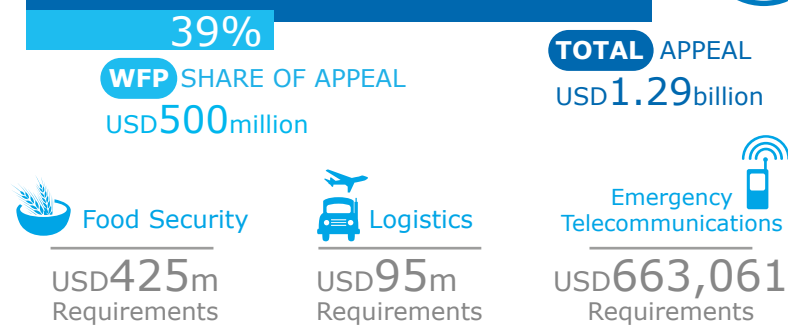 39%
WFP SHARE OF APPEAL
USD500million
TOTAL APPEAL
USD1.29billion
Food Security
USD425m
Requirements
Logistics
USD95m
Requirements
Emergency
Telecommunications
USD663,061
Requirements